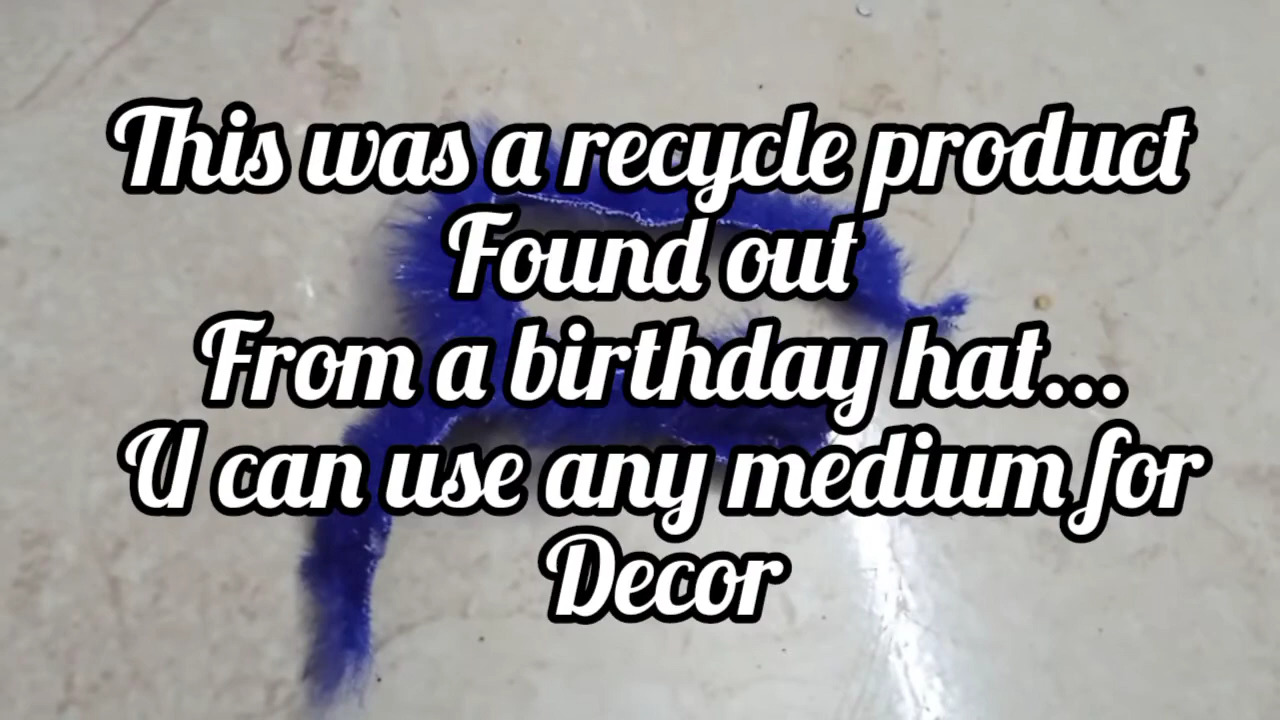 This was a recycle product
Found out
From a birthday hat...
U can use any medium for
Decor